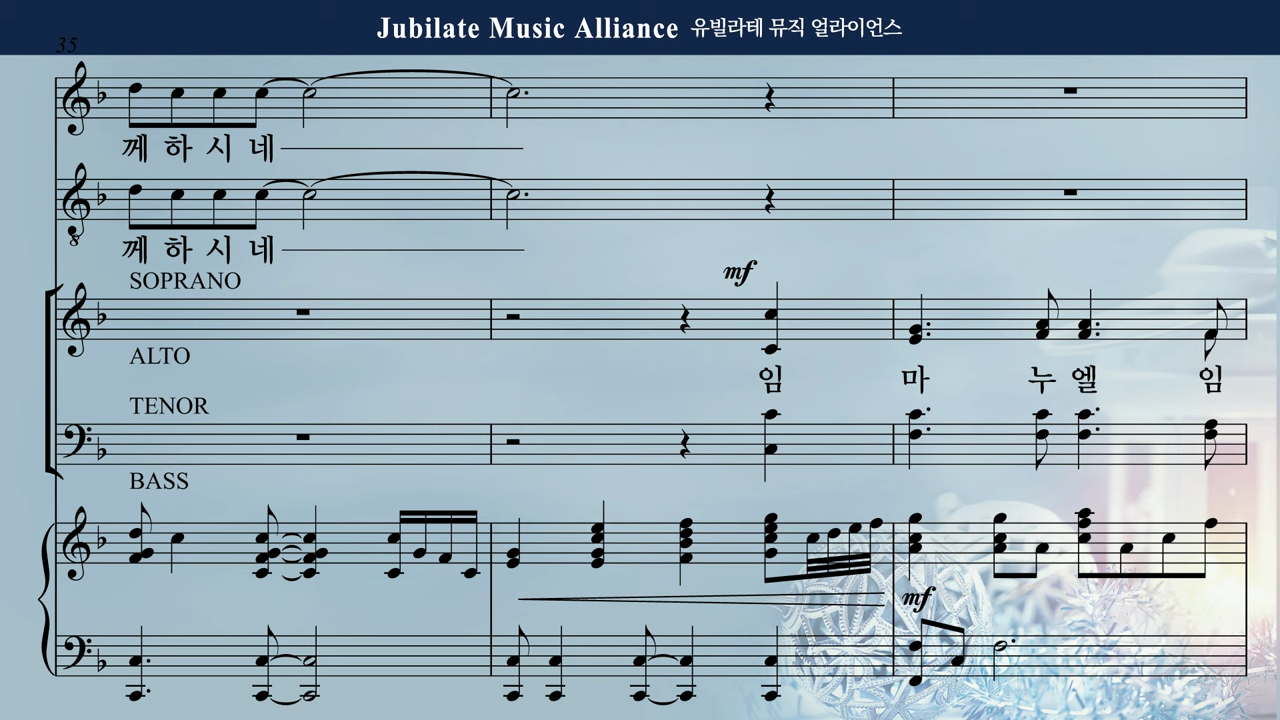 Jubilate Music Alliance 유빌라테 뮤직 얼라이언스
35
께 하 시 네
께 하 시 네
SOPRANO
mf
ALTO
임 마 누 엘 임
TENOR
BASS
mf